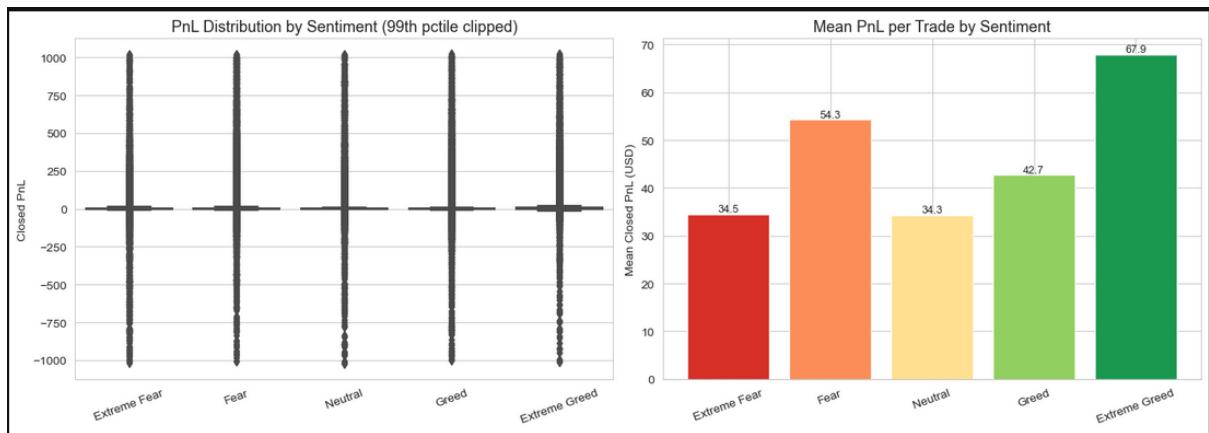 PnL Distribution by Sentiment (99th pctile clipped)
Closed PnL
1000
750
500
250
0
−250
−500
−750
−1000
Extreme Fear
Fear
Neutral
Greed
Extreme Greed
Mean PnL per Trade by Sentiment
Mean Closed PnL (USD)
70
60
50
40
30
20
10
0
34.5
54.3
34.3
42.7
67.9
Extreme Fear
Fear
Neutral
Greed
Extreme Greed